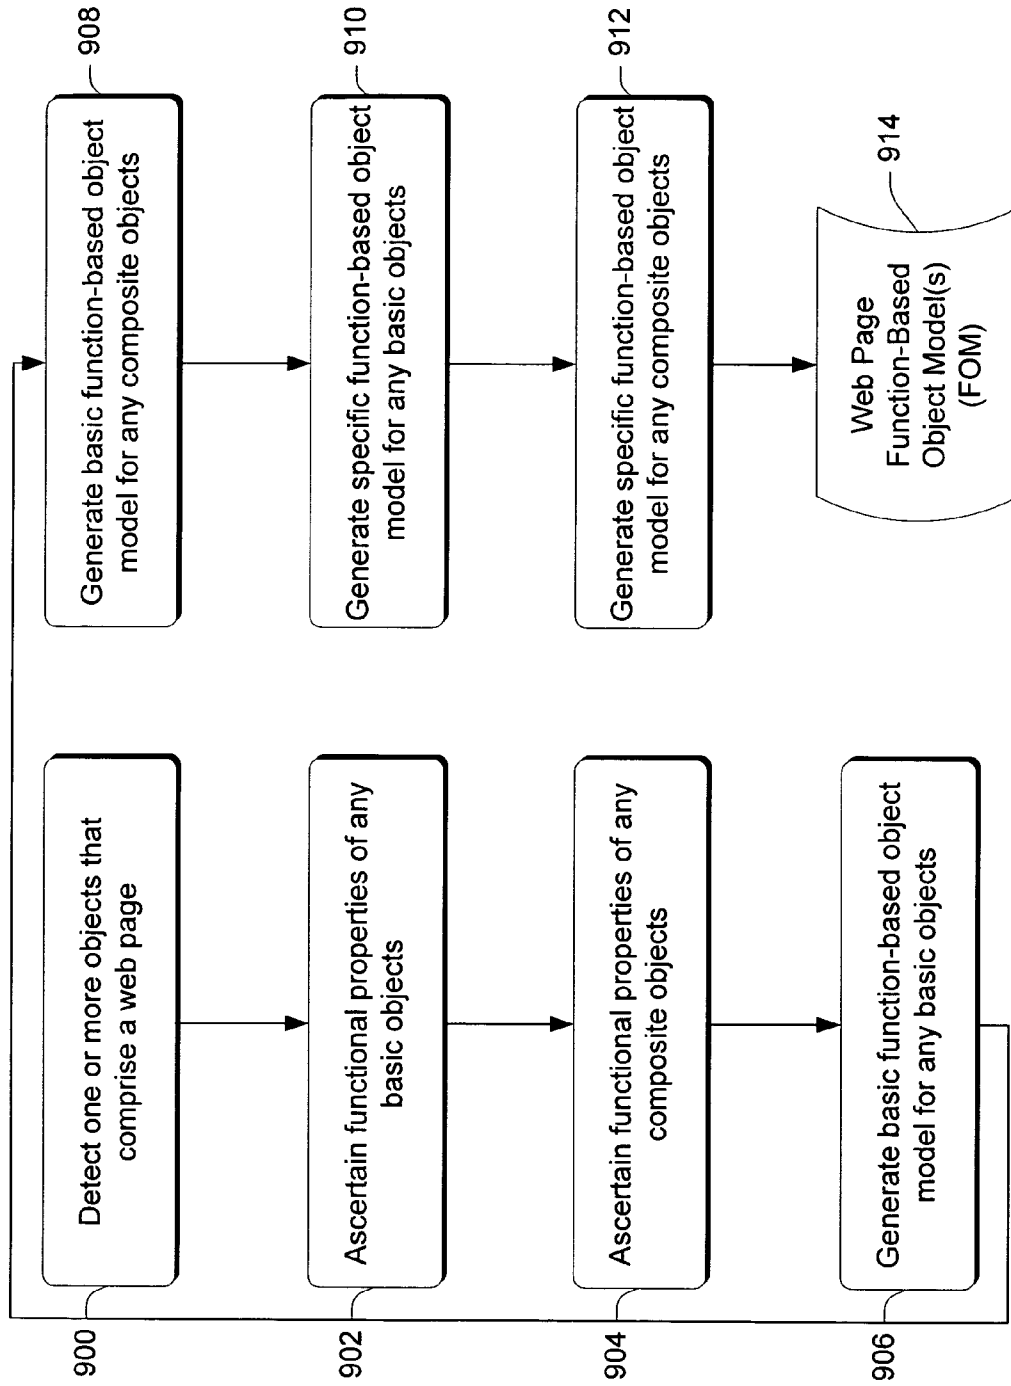 900
Detect one or more objects that
comprise a web page
902
Ascertain functional properties of any
basic objects
904
Ascertain functional properties of any
composite objects
906
Generate basic function-based object
model for any basic objects
908
Generate basic function-based object
model for any composite objects
910
Generate specific function-based object
model for any basic objects
912
Generate specific function-based object
model for any composite objects
914
Web Page
Function-Based
Object Model(s)
(FOM)